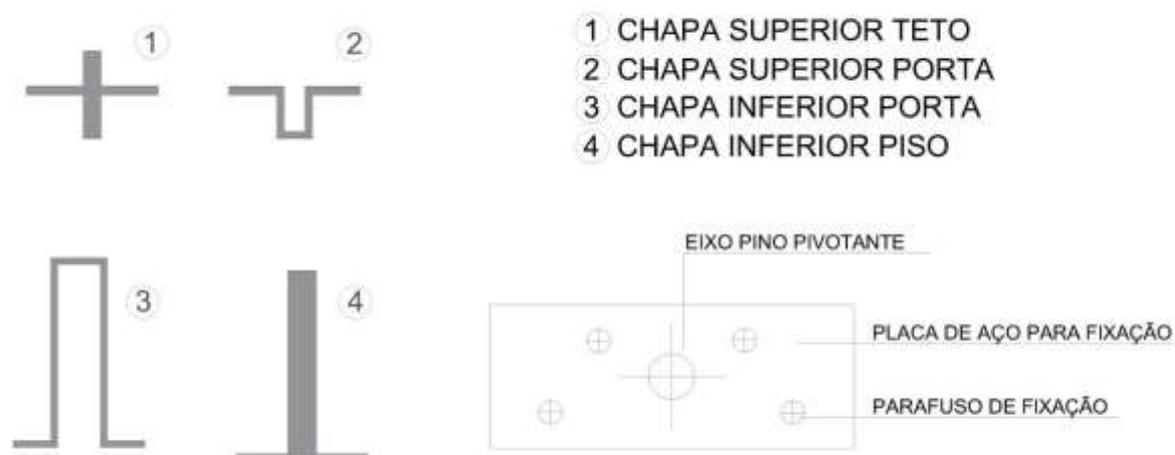 1 CHAPA SUPERIOR TETO
2 CHAPA SUPERIOR PORTA
3 CHAPA INFERIOR PORTA
4 CHAPA INFERIOR PISO
1
2
3
4
EIXO PINO PIVOTANTE
PLACA DE AÇO PARA FIXAÇÃO
PARAFUSO DE FIXAÇÃO